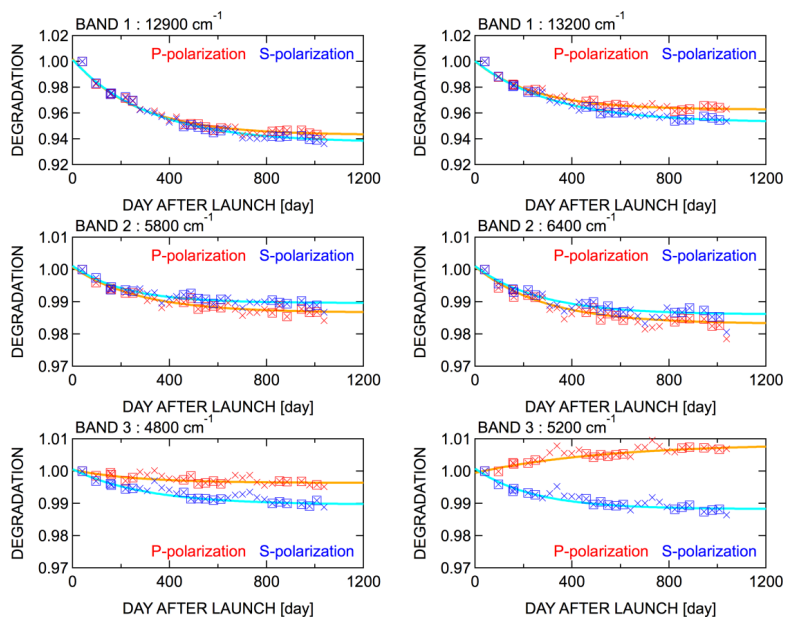 BAND 1 : 12900 cm⁻¹
P-polarization S-polarization
DEGRADATION
1.02
1.00
0.98
0.96
0.94
0.92
0 400 800 1200
DAY AFTER LAUNCH [day]
BAND 1 : 13200 cm⁻¹
P-polarization S-polarization
DEGRADATION
1.02
1.00
0.98
0.96
0.94
0.92
0 400 800 1200
DAY AFTER LAUNCH [day]
BAND 2 : 5800 cm⁻¹
P-polarization S-polarization
DEGRADATION
1.01
1.00
0.99
0.98
0.97
0 400 800 1200
DAY AFTER LAUNCH [day]
BAND 2 : 6400 cm⁻¹
P-polarization S-polarization
DEGRADATION
1.01
1.00
0.99
0.98
0.97
0 400 800 1200
DAY AFTER LAUNCH [day]
BAND 3 : 4800 cm⁻¹
DEGRADATION
1.01
1.00
0.99
0.98
0.97
P-polarization S-polarization
0 400 800 1200
DAY AFTER LAUNCH [day]
BAND 3 : 5200 cm⁻¹
DEGRADATION
1.01
1.00
0.99
0.98
0.97
P-polarization S-polarization
0 400 800 1200
DAY AFTER LAUNCH [day]